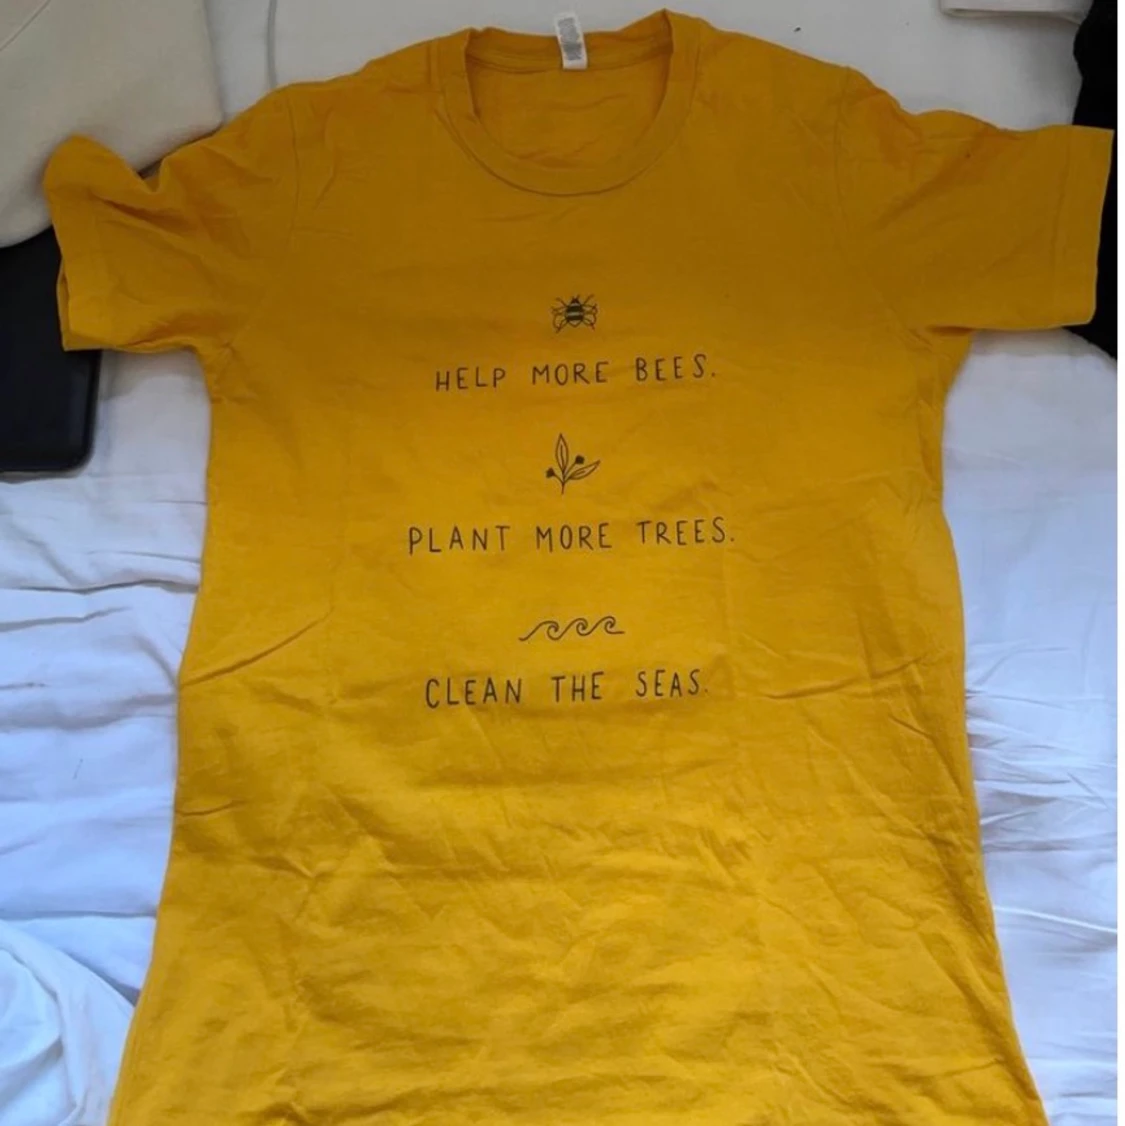 HELP MORE BEES.
PLANT MORE TREES.
CLEAN THE SEAS.